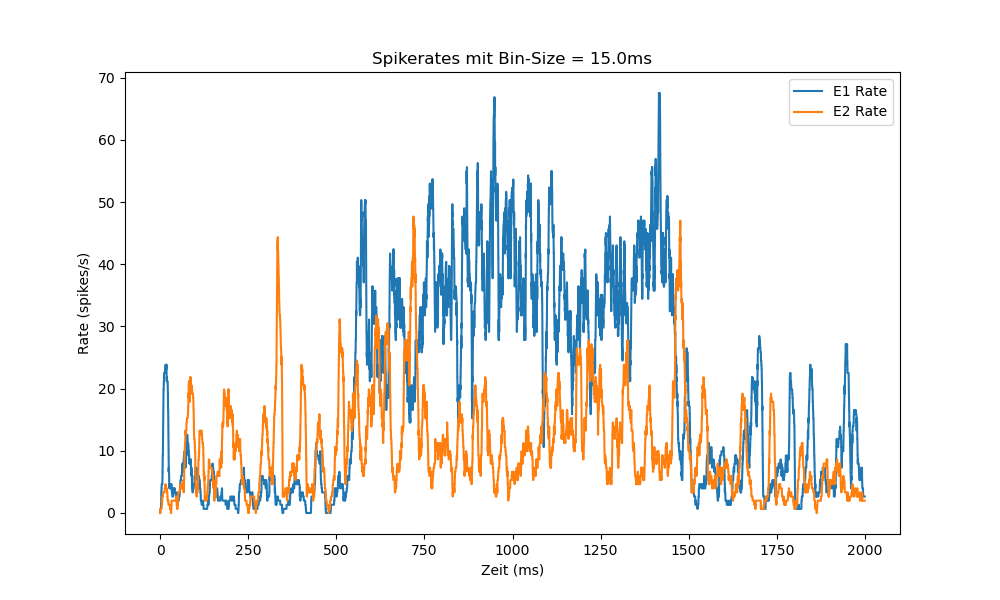 Spikerates mit Bin-Size = 15.0ms
E1 Rate
E2 Rate
Rate (spikes/s)
70
60
50
40
30
20
10
0
0 250 500 750 1000 1250 1500 1750 2000
Zeit (ms)